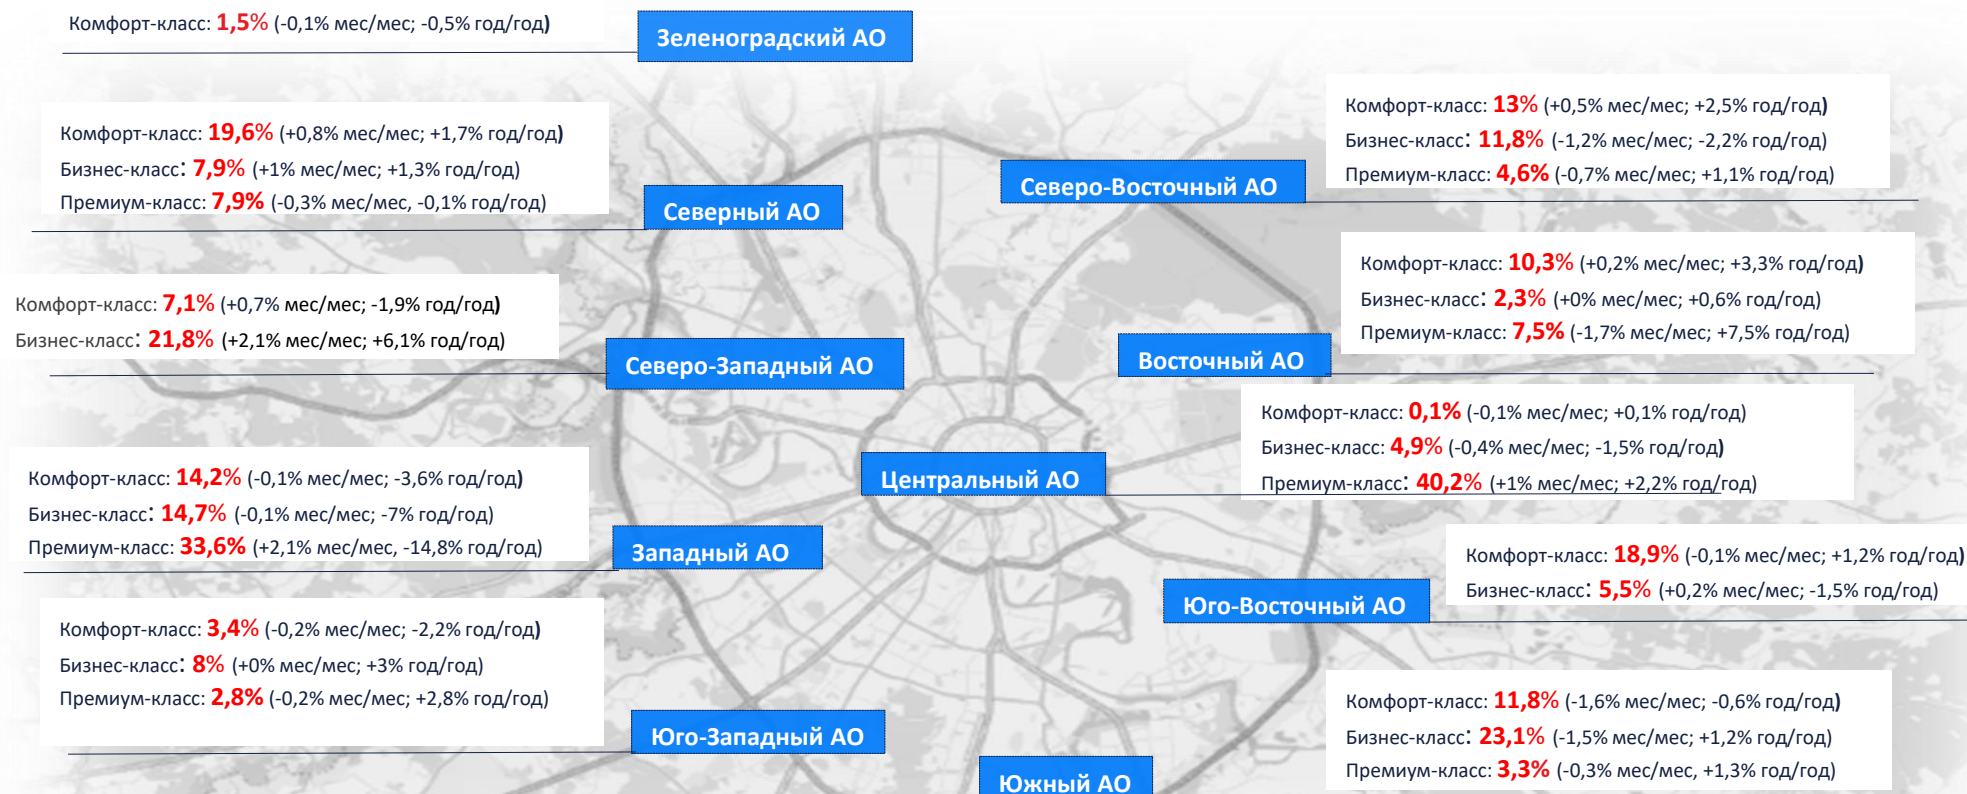 Комфорт-класс: 1,5% (-0,1% мес/мес; -0,5% год/год)
Зеленоградский АО
Комфорт-класс: 19,6% (+0,8% мес/мес; +1,7% год/год)
Бизнес-класс: 7,9% (+1% мес/мес; +1,3% год/год)
Премиум-класс: 7,9% (-0,3% мес/мес, -0,1% год/год)
Северный АО
Комфорт-класс: 13% (+0,5% мес/мес; +2,5% год/год)
Бизнес-класс: 11,8% (-1,2% мес/мес; -2,2% год/год)
Премиум-класс: 4,6% (-0,7% мес/мес; +1,1% год/год)
Северо-Восточный АО
Комфорт-класс: 7,1% (+0,7% мес/мес; -1,9% год/год)
Бизнес-класс: 21,8% (+2,1% мес/мес; +6,1% год/год)
Северо-Западный АО
Комфорт-класс: 10,3% (+0,2% мес/мес; +3,3% год/год)
Бизнес-класс: 2,3% (+0% мес/мес; +0,6% год/год)
Премиум-класс: 7,5% (-1,7% мес/мес; +7,5% год/год)
Восточный АО
Комфорт-класс: 0,1% (-0,1% мес/мес; +0,1% год/год)
Бизнес-класс: 4,9% (-0,4% мес/мес; -1,5% год/год)
Премиум-класс: 40,2% (+1% мес/мес; +2,2% год/год)
Центральный АО
Комфорт-класс: 14,2% (-0,1% мес/мес; -3,6% год/год)
Бизнес-класс: 14,7% (-0,1% мес/мес; -7% год/год)
Премиум-класс: 33,6% (+2,1% мес/мес, -14,8% год/год)
Западный АО
Комфорт-класс: 18,9% (-0,1% мес/мес; +1,2% год/год)
Бизнес-класс: 5,5% (+0,2% мес/мес; -1,5% год/год)
Юго-Восточный АО
Комфорт-класс: 3,4% (-0,2% мес/мес; -2,2% год/год)
Бизнес-класс: 8% (+0% мес/мес; +3% год/год)
Премиум-класс: 2,8% (-0,2% мес/мес; +2,8% год/год)
Юго-Западный АО
Комфорт-класс: 11,8% (-1,6% мес/мес; -0,6% год/год)
Бизнес-класс: 23,1% (-1,5% мес/мес; +1,2% год/год)
Премиум-класс: 3,3% (-0,3% мес/мес, +1,3% год/год)
Южный АО